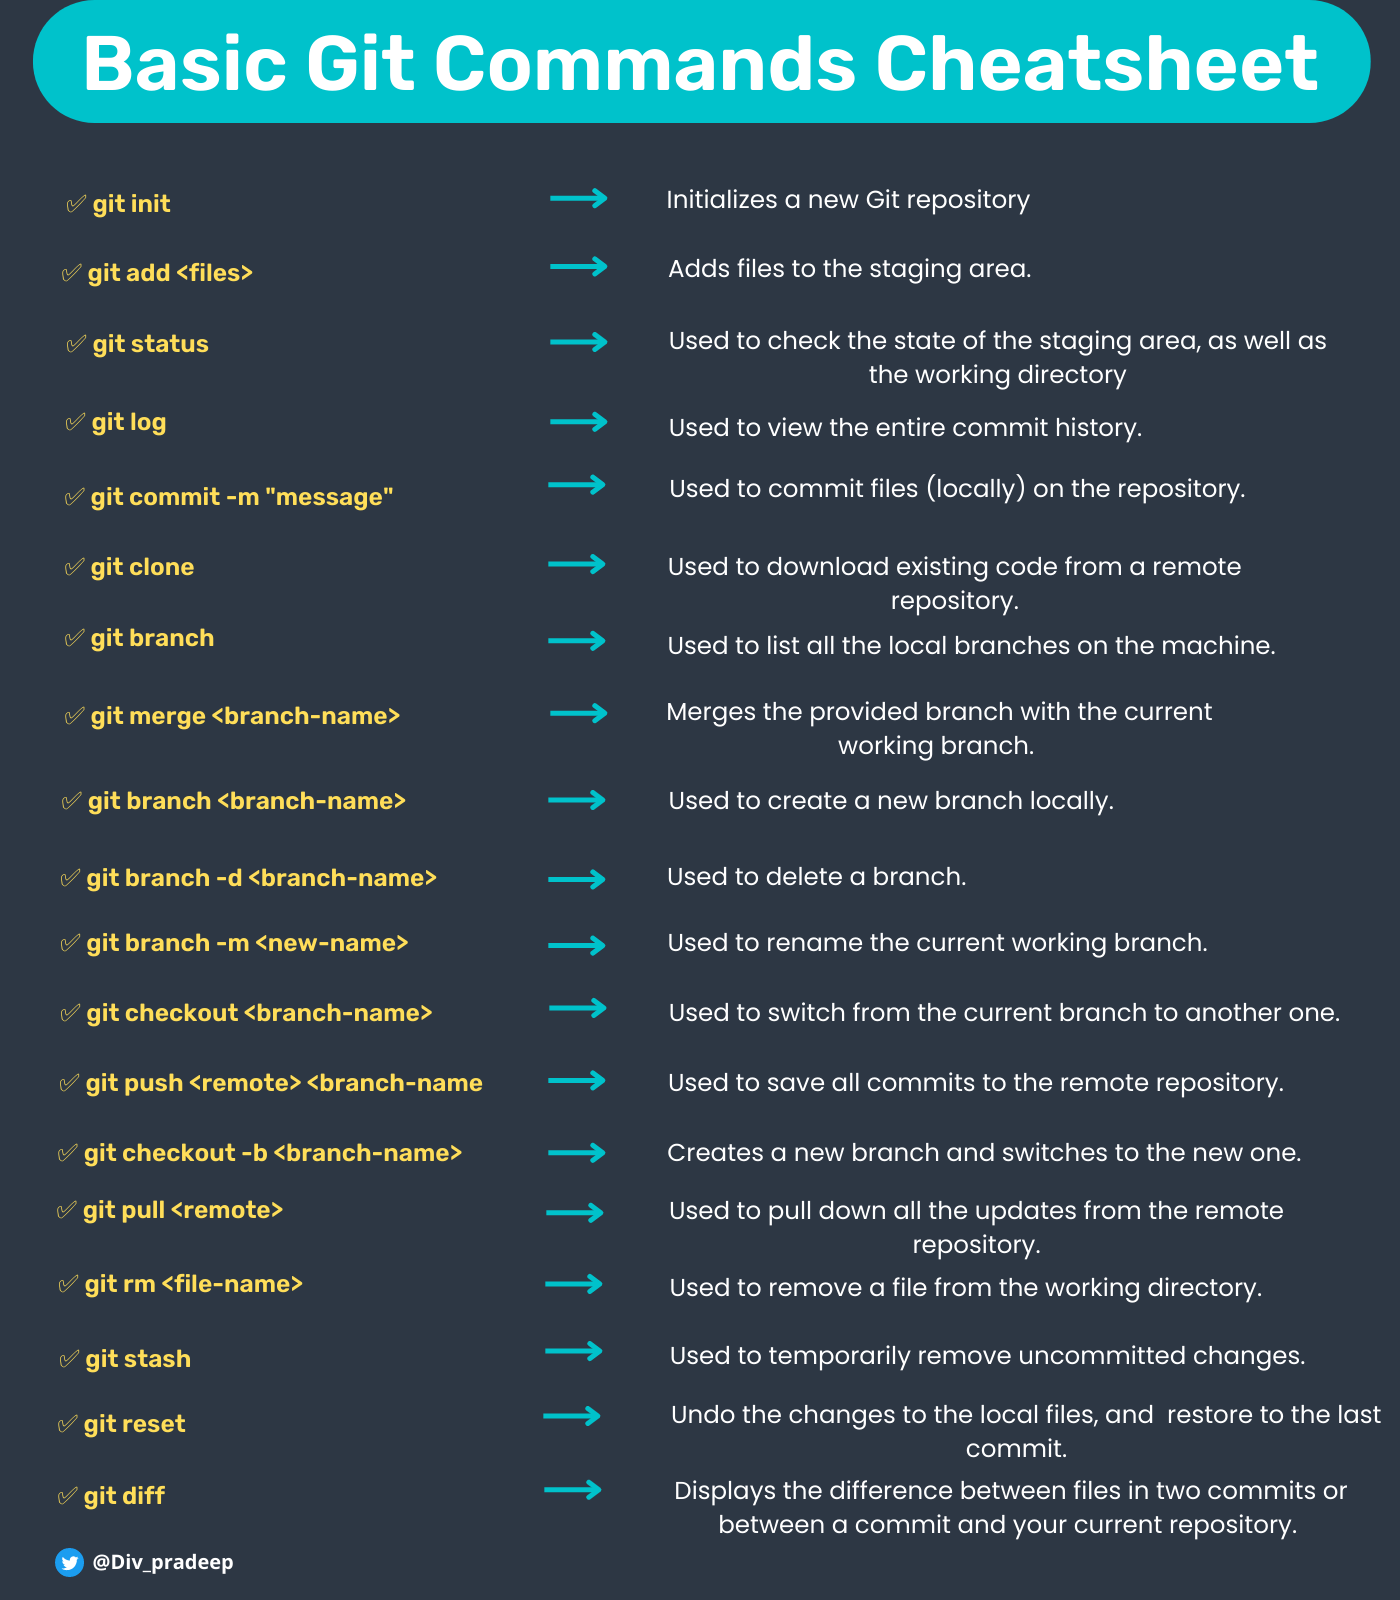 Basic Git Commands Cheatsheet
✅ git init → Initializes a new Git repository
✅ git add <files> → Adds files to the staging area.
✅ git status → Used to check the state of the staging area, as well as
the working directory
✅ git log → Used to view the entire commit history.
✅ git commit -m "message" → Used to commit files (locally) on the repository.
✅ git clone → Used to download existing code from a remote
repository.
✅ git branch → Used to list all the local branches on the machine.
✅ git merge <branch-name> → Merges the provided branch with the current
working branch.
✅ git branch <branch-name> → Used to create a new branch locally.
✅ git branch -d <branch-name> → Used to delete a branch.
✅ git branch -m <new-name> → Used to rename the current working branch.
✅ git checkout <branch-name> → Used to switch from the current branch to another one.
✅ git push <remote> <branch-name → Used to save all commits to the remote repository.
✅ git checkout -b <branch-name> → Creates a new branch and switches to the new one.
✅ git pull <remote> → Used to pull down all the updates from the remote
repository.
✅ git rm <file-name> → Used to remove a file from the working directory.
✅ git stash → Used to temporarily remove uncommitted changes.
✅ git reset → Undo the changes to the local files, and  restore to the last
commit.
✅ git diff → Displays the difference between files in two commits or
between a commit and your current repository.
@Div_pradeep